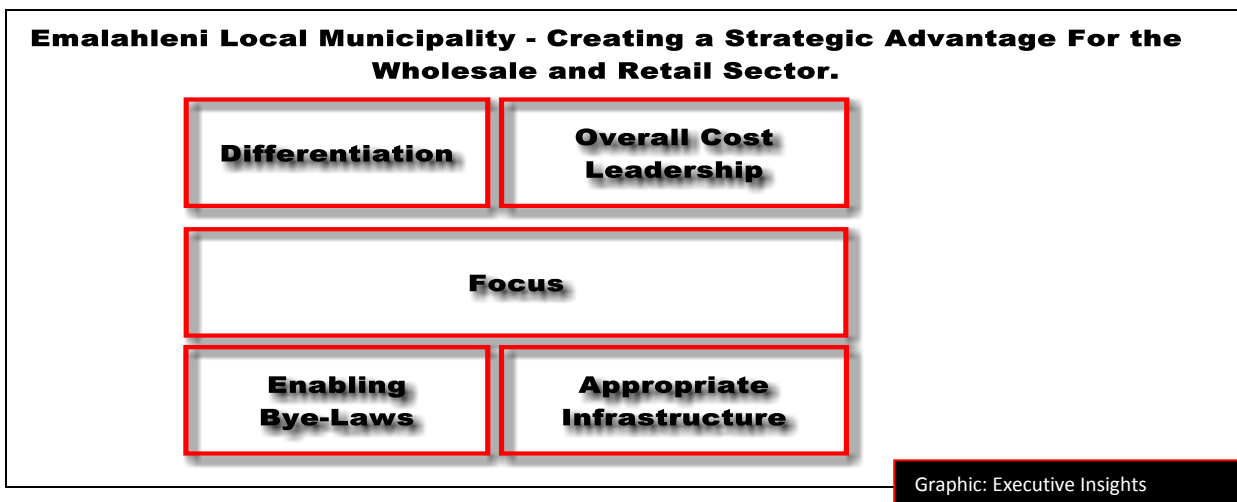 Emalahleni Local Municipality - Creating a Strategic Advantage For the
Wholesale and Retail Sector.
Differentiation
Overall Cost
Leadership
Focus
Enabling
Bye-Laws
Appropriate
Infrastructure
Graphic: Executive Insights